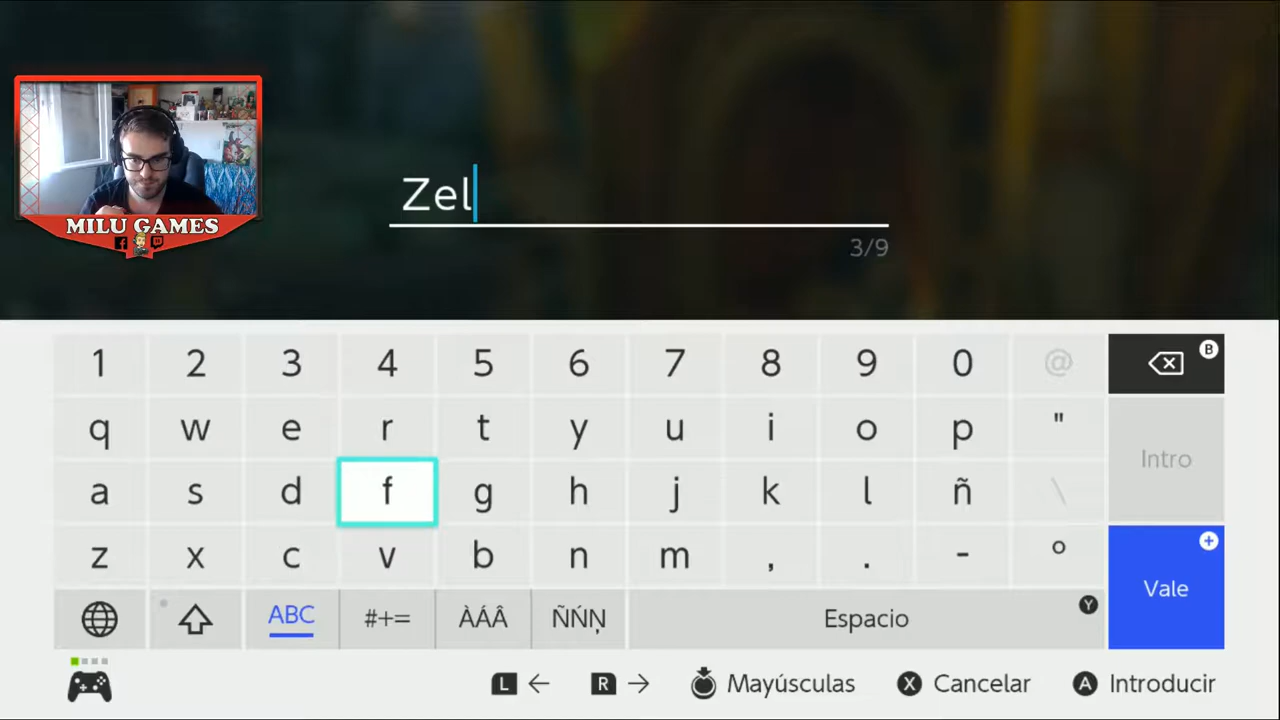 MILU GAMES
Zel
3/9
1 2 3 4 5 6 7 8 9 0 @ B
q w e r t y u i o p " Intro
a s d f g h j k l ñ \
z x c v b n m , . - º Vale
ABC #+= ÀÁÂ ÑŃŅ Espacio Y
L ← R → Mayúsculas X Cancelar A Introducir